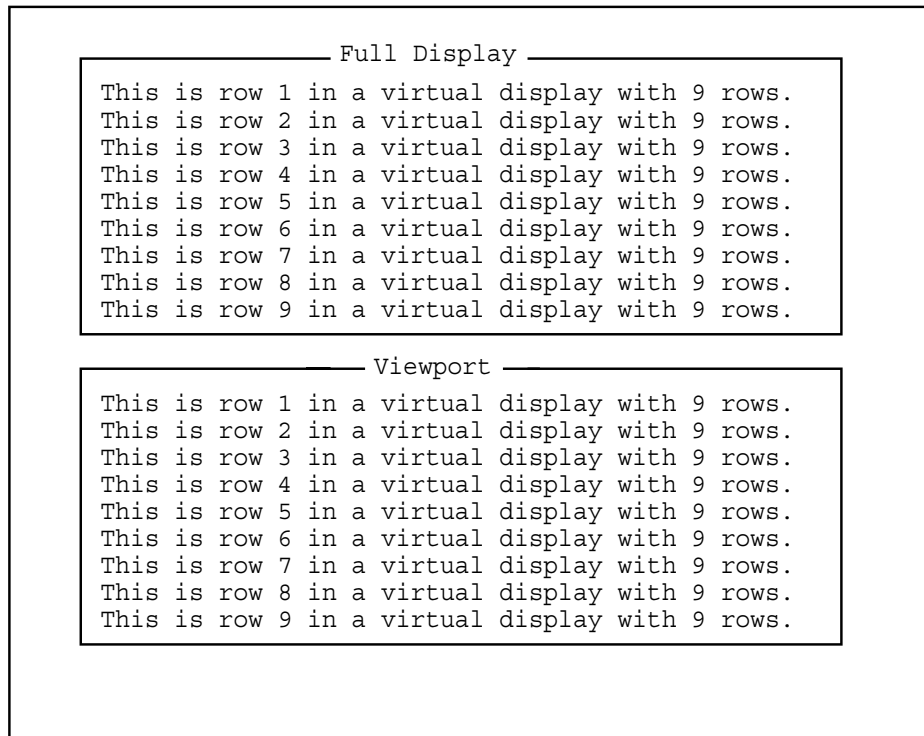 Full Display
This is row 1 in a virtual display with 9 rows.
This is row 2 in a virtual display with 9 rows.
This is row 3 in a virtual display with 9 rows.
This is row 4 in a virtual display with 9 rows.
This is row 5 in a virtual display with 9 rows.
This is row 6 in a virtual display with 9 rows.
This is row 7 in a virtual display with 9 rows.
This is row 8 in a virtual display with 9 rows.
This is row 9 in a virtual display with 9 rows.
Viewport
This is row 1 in a virtual display with 9 rows.
This is row 2 in a virtual display with 9 rows.
This is row 3 in a virtual display with 9 rows.
This is row 4 in a virtual display with 9 rows.
This is row 5 in a virtual display with 9 rows.
This is row 6 in a virtual display with 9 rows.
This is row 7 in a virtual display with 9 rows.
This is row 8 in a virtual display with 9 rows.
This is row 9 in a virtual display with 9 rows.